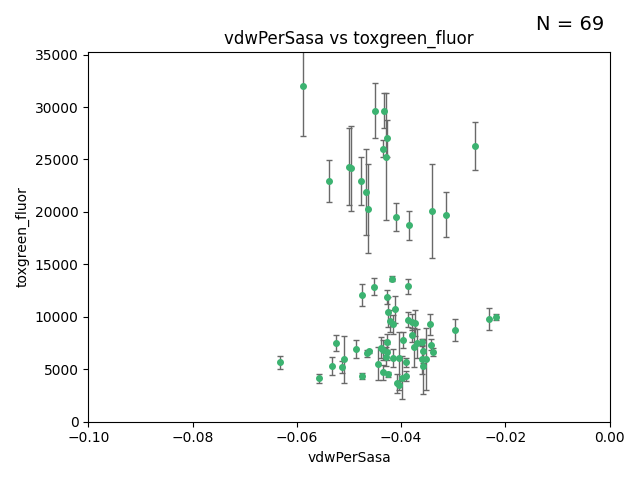 N = 69
vdwPerSasa vs toxgreen_fluor
35000
30000
25000
20000
15000
10000
5000
0
toxgreen_fluor
−0.10 −0.08 −0.06 −0.04 −0.02 0.00
vdwPerSasa